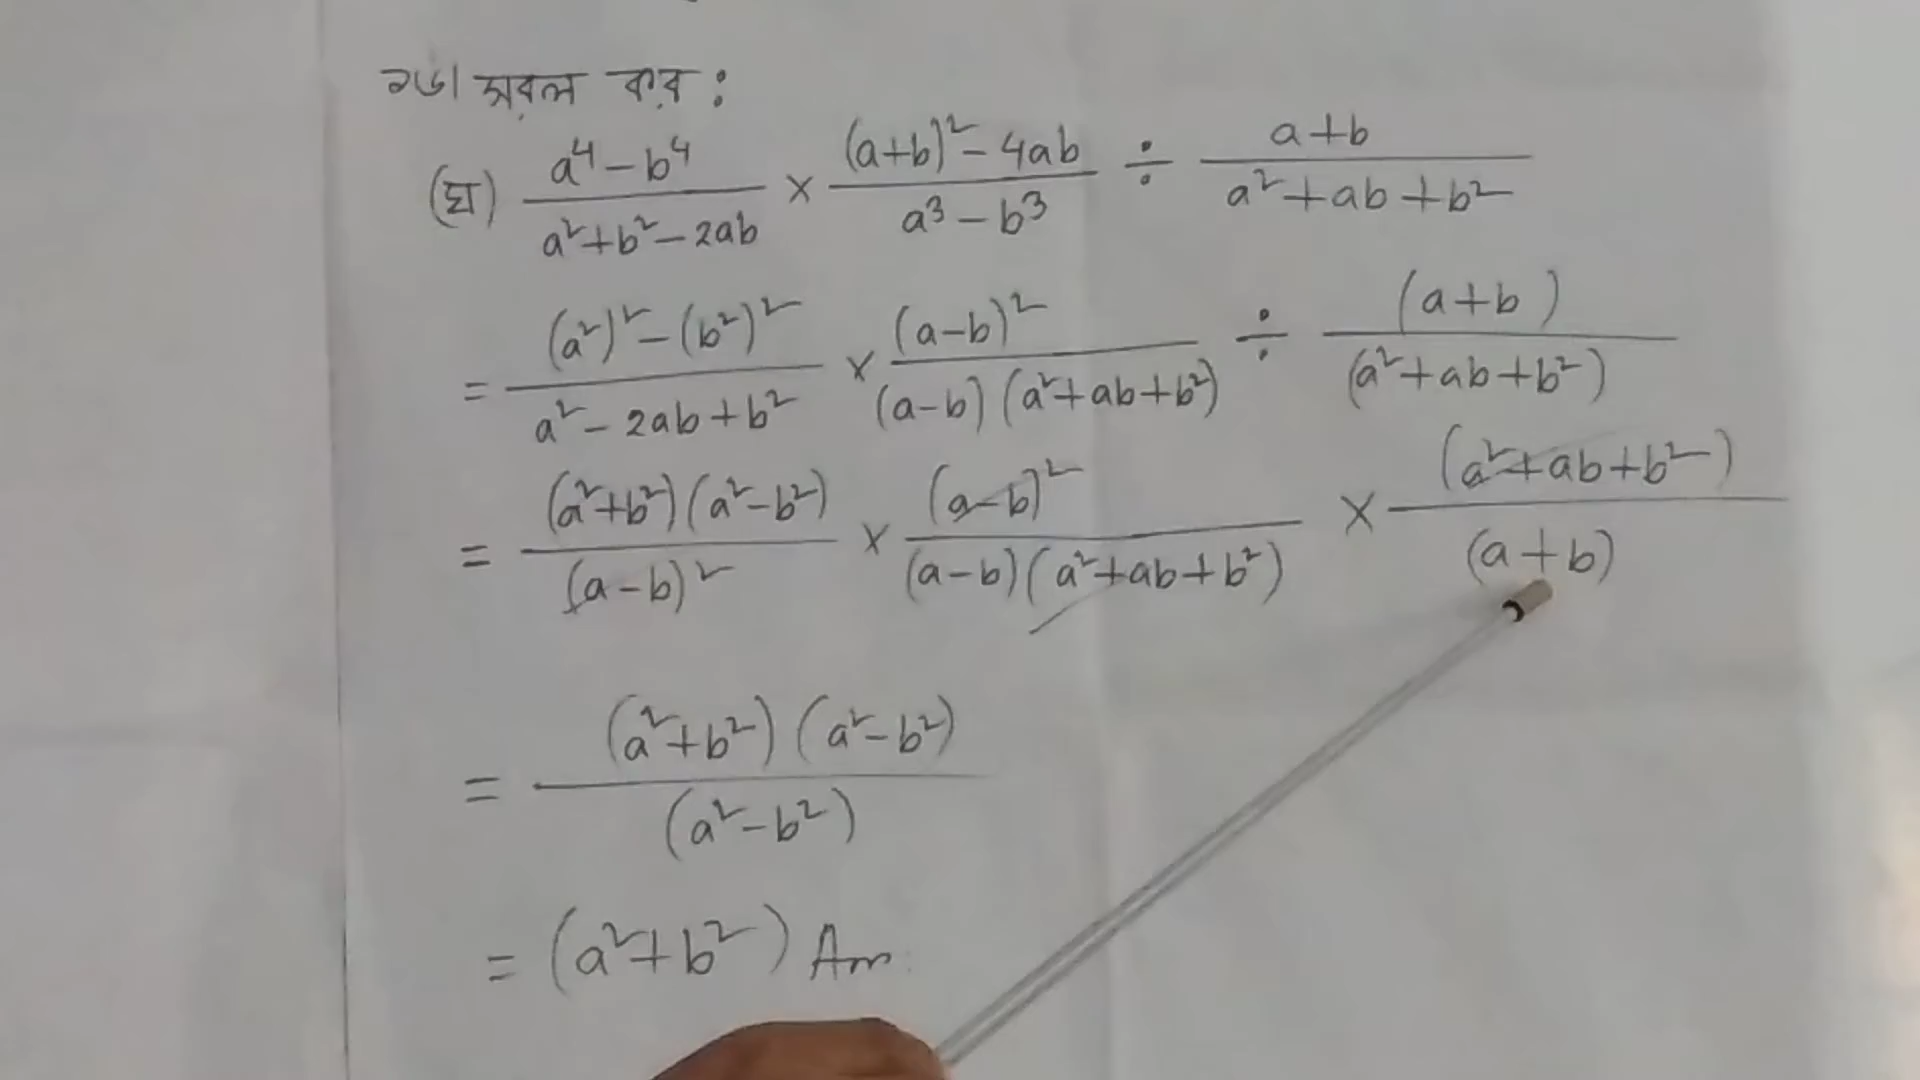 ১৬। সরল কর :
(ঘ) (a⁴ − b⁴)/(a² + b² − 2ab) × ((a+b)² − 4ab)/(a³ − b³) ÷ (a+b)/(a² + ab + b²)
= ((a²)² − (b²)²)/(a² − 2ab + b²) × (a−b)²/((a−b)(a² + ab + b²)) ÷ (a+b)/(a² + ab + b²)
= ((a² + b²)(a² − b²))/(a−b)² × (a−b)²/((a−b)(a² + ab + b²)) × (a² + ab + b²)/(a+b)
= ((a² + b²)(a² − b²))/(a² − b²)
= (a² + b²) Ans